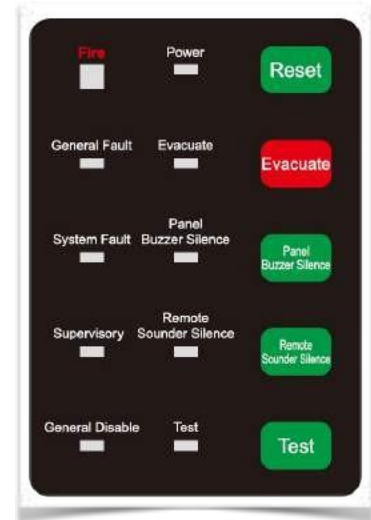 Fire
Power
Reset
General Fault
Evacuate
Evacuate
System Fault
Panel
Buzzer Silence
Panel
Buzzer Silence
Supervisory
Remote
Sounder Silence
Remote
Sounder Silence
General Disable
Test
Test